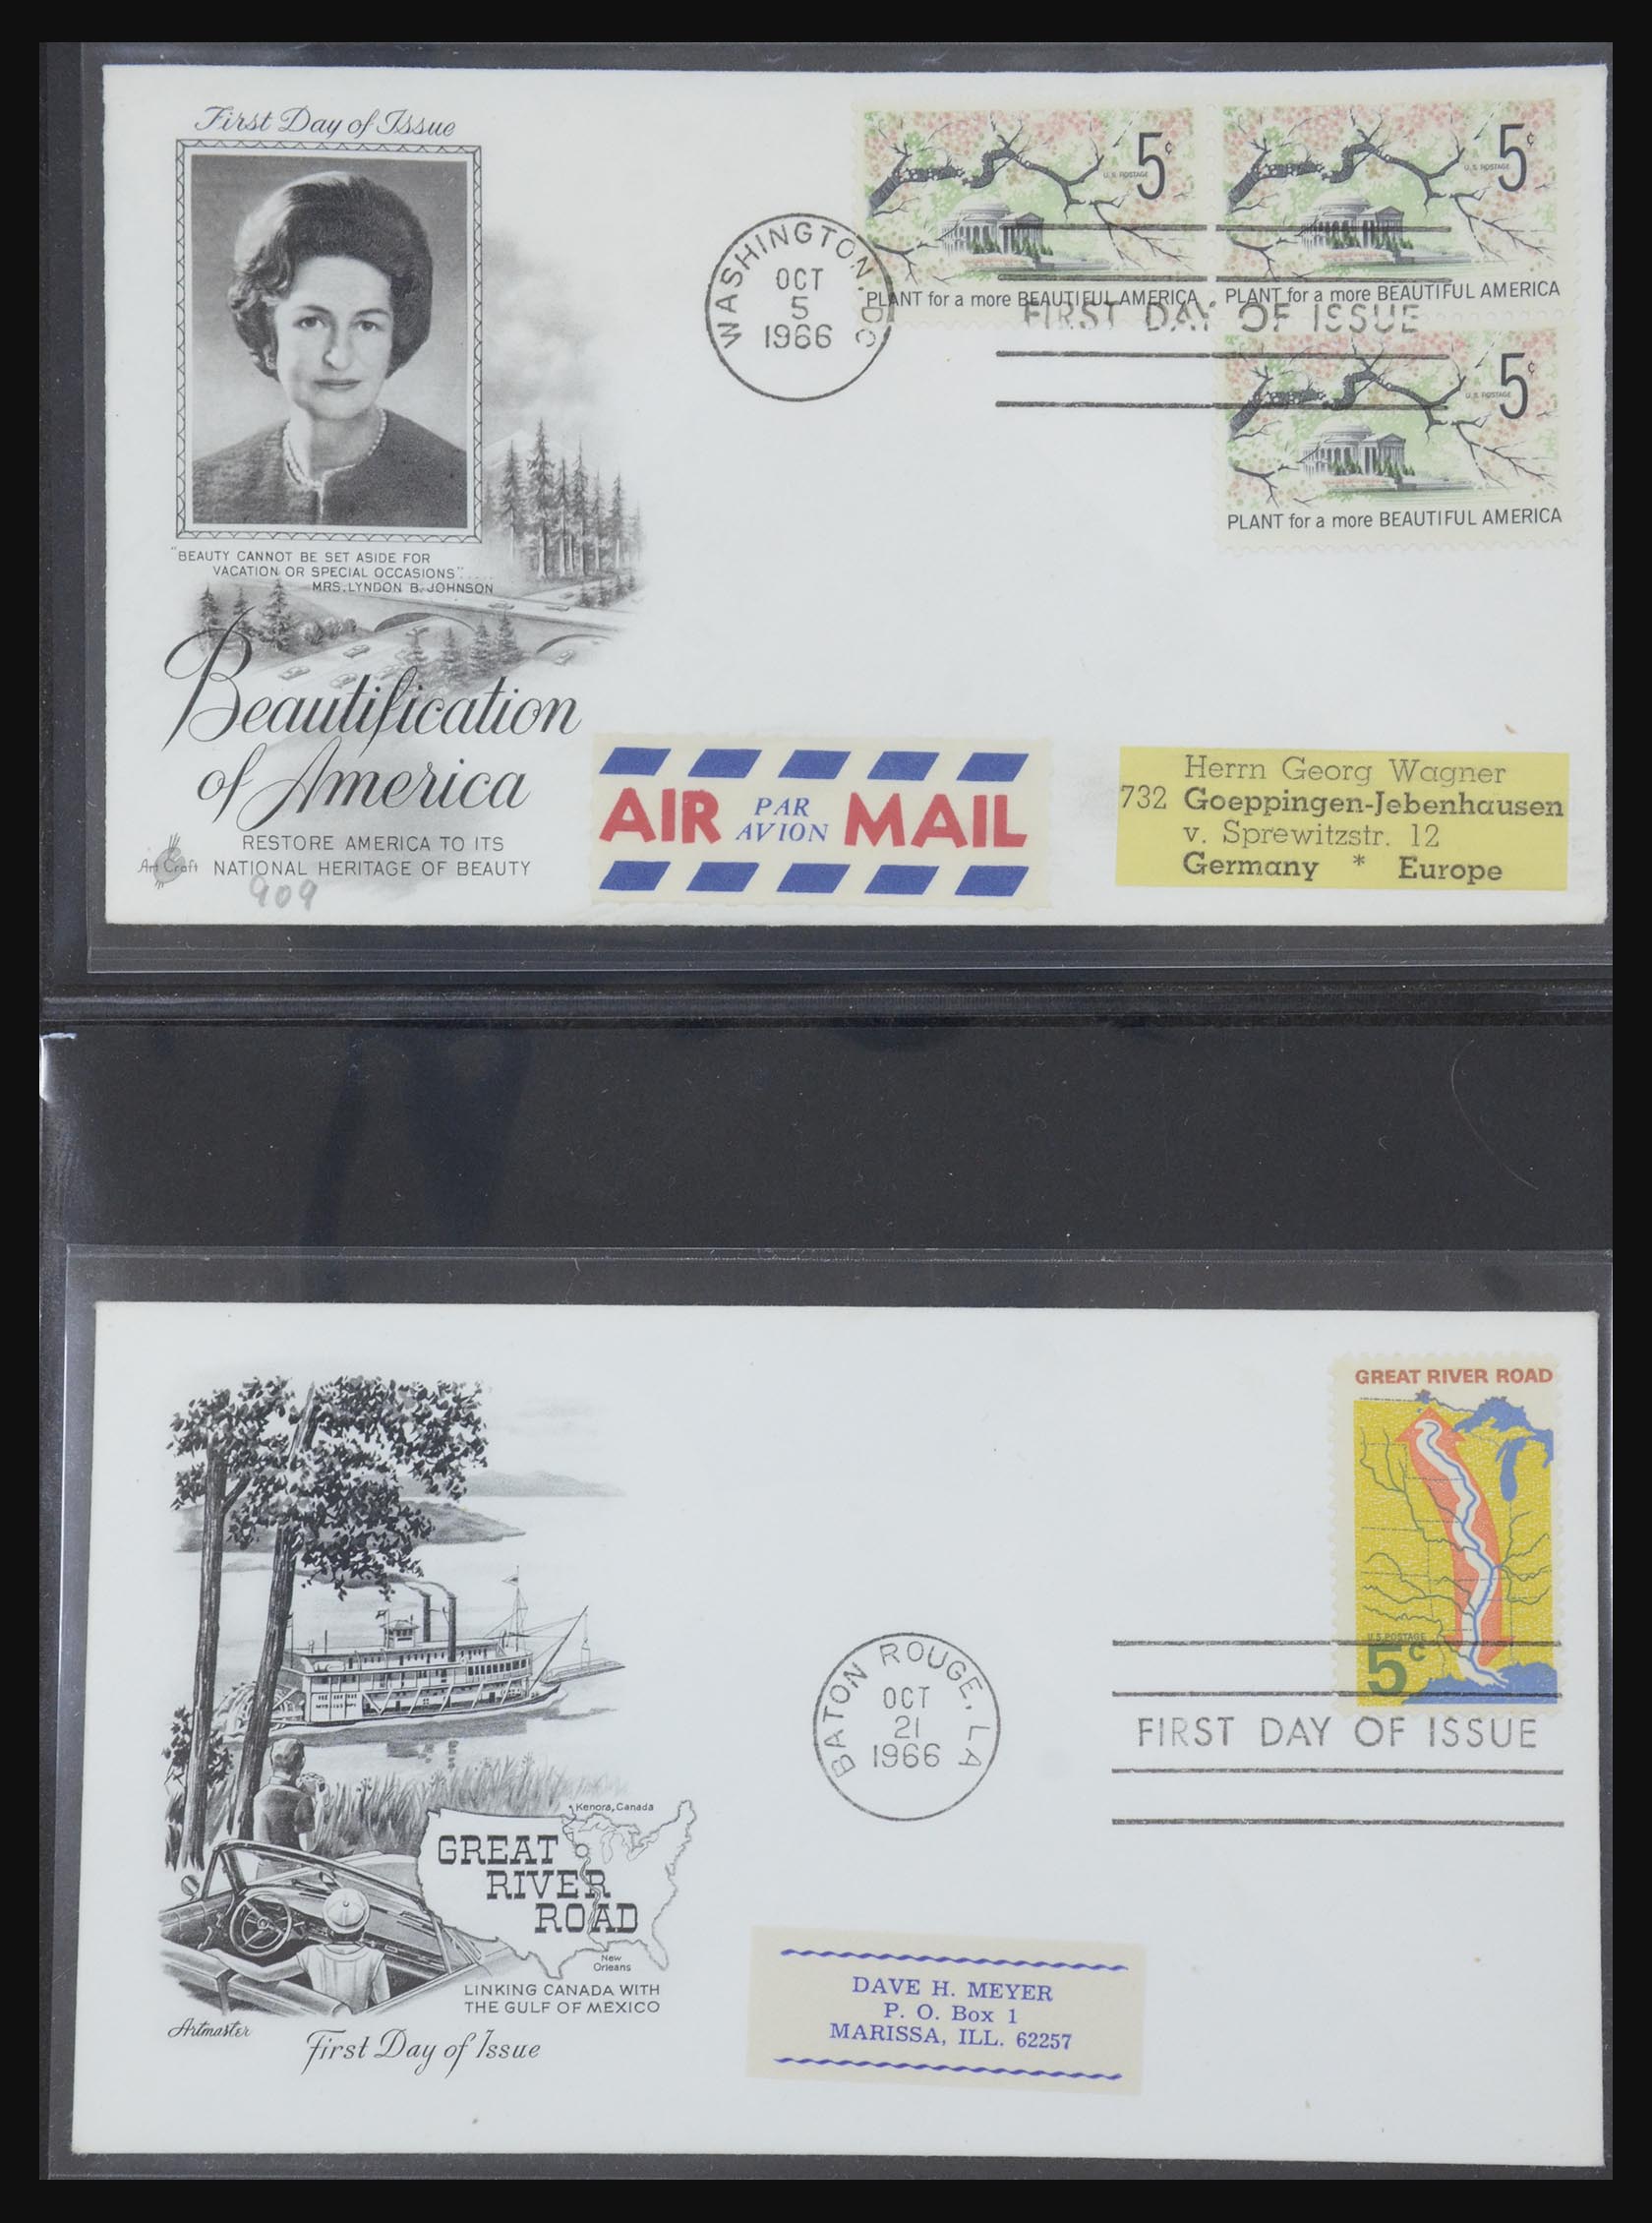 First Day of Issue
"BEAUTY CANNOT BE SET ASIDE FOR
VACATION OR SPECIAL OCCASIONS".....
MRS. LYNDON B. JOHNSON
Beautification
of America
RESTORE AMERICA TO ITS
NATIONAL HERITAGE OF BEAUTY
Art Craft
909
WASHINGTON, DC
OCT
5
1966
5¢
U.S. POSTAGE
PLANT for a more BEAUTIFUL AMERICA
5¢
U.S. POSTAGE
PLANT for a more BEAUTIFUL AMERICA
FIRST DAY OF ISSUE
5¢
U.S. POSTAGE
PLANT for a more BEAUTIFUL AMERICA
AIR PAR AVION MAIL
Herrn Georg Wagner
732 Goeppingen-Jebenhausen
v. Sprewitzstr. 12
Germany * Europe
GREAT RIVER ROAD
U.S. POSTAGE
5¢
BATON ROUGE, LA
OCT
21
1966
FIRST DAY OF ISSUE
Kenora, Canada
GREAT
RIVER
ROAD
New
Orleans
LINKING CANADA WITH
THE GULF OF MEXICO
Artmaster
First Day of Issue
DAVE H. MEYER
P. O. Box 1
MARISSA, ILL. 62257